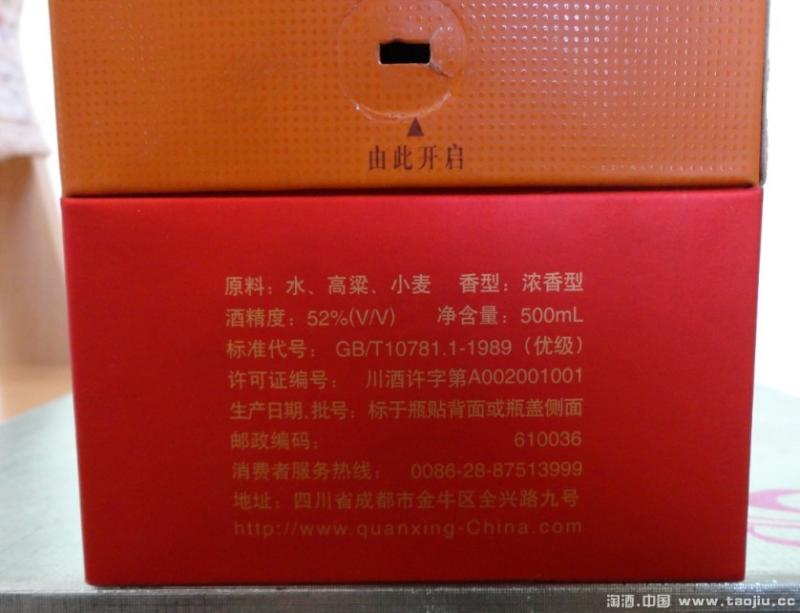 由此开启
原料：水、高粱、小麦 香型：浓香型
酒精度：52%(V/V) 净含量：500mL
标准代号：GB/T10781.1-1989（优级）
许可证编号：川酒许字第A002001001
生产日期、批号：标于瓶贴背面或瓶盖侧面
邮政编码：610036
消费者服务热线：0086-28-87513999
地址：四川省成都市金牛区全兴路九号
http://www.quanxing-China.com
淘酒.中国 www.taojiu.cc